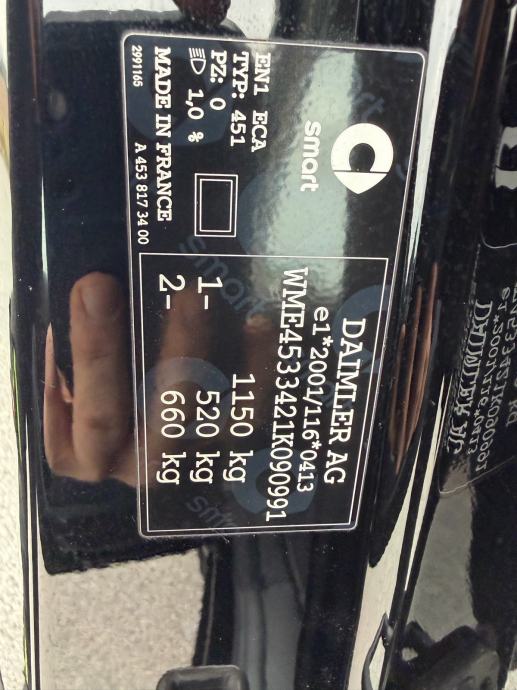 smart
EN1 ECA
TYP: 451
PZ: 0
1,0 %
MADE IN FRANCE
2991165
A 453 817 34 00
DAIMLER AG
e1*2001/116*0413
WME4533421K090991
1150 kg
1- 520 kg
2- 660 kg